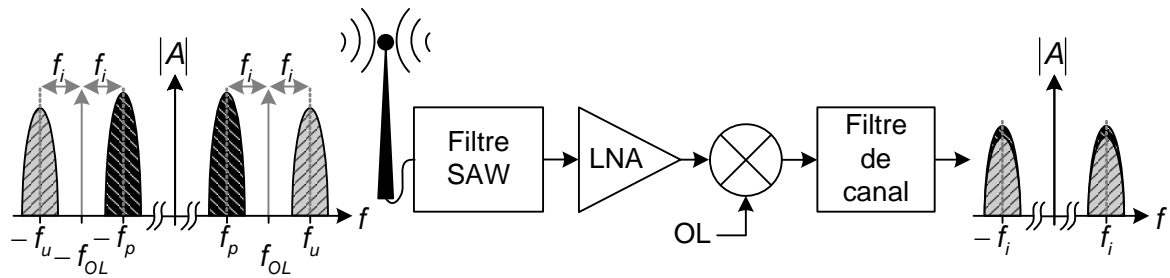 |A|
f_i f_i
f_i f_i
− f_u − f_OL − f_p
f_p f_OL f_u
f
Filtre
SAW
LNA
OL
Filtre
de
canal
|A|
− f_i f_i
f